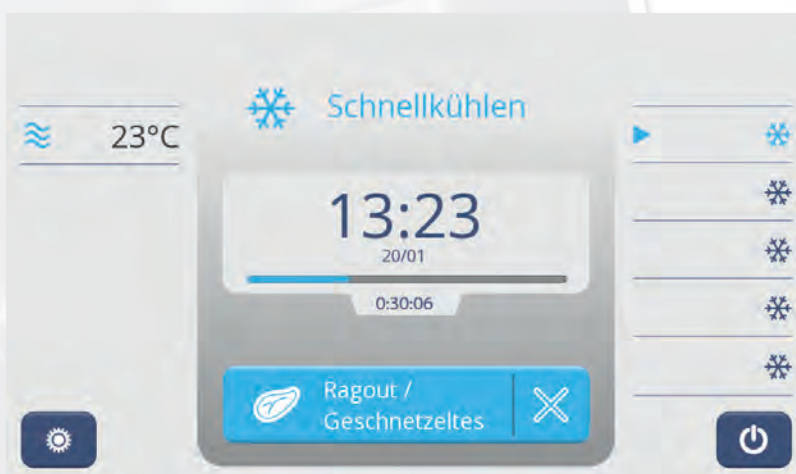 Schnellkühlen
23°C
13:23
20/01
0:30:06
Ragout /
Geschnetzeltes